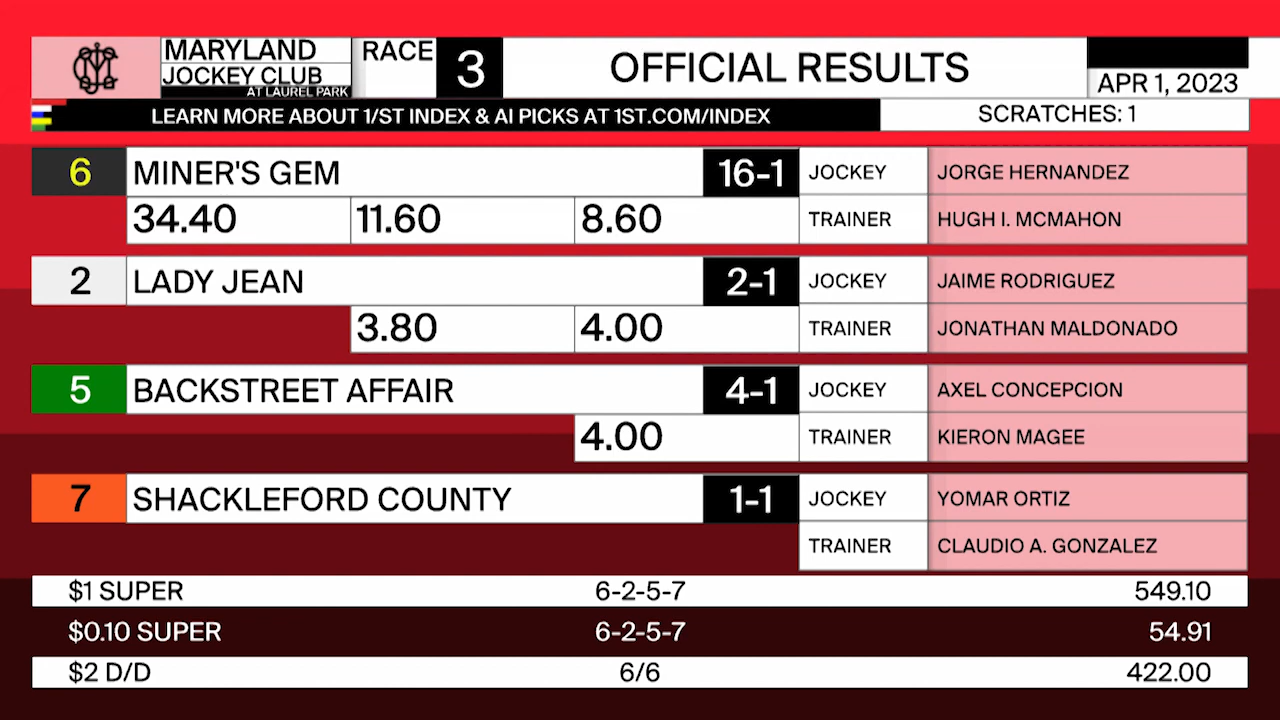 MARYLAND
JOCKEY CLUB
AT LAUREL PARK
RACE 3
OFFICIAL RESULTS
APR 1, 2023
LEARN MORE ABOUT 1/ST INDEX & AI PICKS AT 1ST.COM/INDEX
SCRATCHES: 1
6 MINER'S GEM 16-1 JOCKEY JORGE HERNANDEZ
34.40 11.60 8.60 TRAINER HUGH I. MCMAHON
2 LADY JEAN 2-1 JOCKEY JAIME RODRIGUEZ
3.80 4.00 TRAINER JONATHAN MALDONADO
5 BACKSTREET AFFAIR 4-1 JOCKEY AXEL CONCEPCION
4.00 TRAINER KIERON MAGEE
7 SHACKLEFORD COUNTY 1-1 JOCKEY YOMAR ORTIZ
TRAINER CLAUDIO A. GONZALEZ
$1 SUPER 6-2-5-7 549.10
$0.10 SUPER 6-2-5-7 54.91
$2 D/D 6/6 422.00